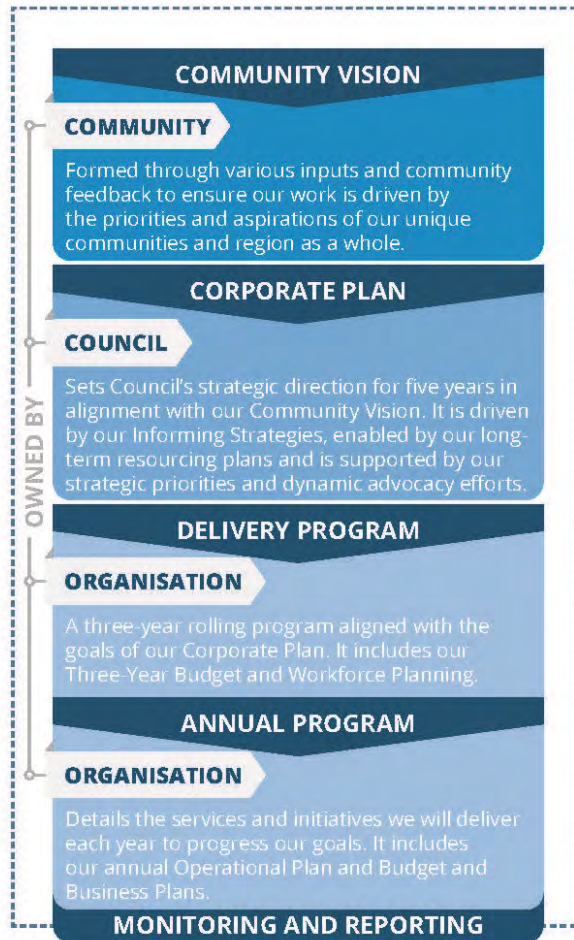 COMMUNITY VISION
COMMUNITY
Formed through various inputs and community
feedback to ensure our work is driven by
the priorities and aspirations of our unique
communities and region as a whole.
CORPORATE PLAN
COUNCIL
Sets Council's strategic direction for five years in
alignment with our Community Vision. It is driven
by our Informing Strategies, enabled by our long-
term resourcing plans and is supported by our
strategic priorities and dynamic advocacy efforts.
OWNED BY
DELIVERY PROGRAM
ORGANISATION
A three-year rolling program aligned with the
goals of our Corporate Plan. It includes our
Three-Year Budget and Workforce Planning.
ANNUAL PROGRAM
ORGANISATION
Details the services and initiatives we will deliver
each year to progress our goals. It includes
our annual Operational Plan and Budget and
Business Plans.
MONITORING AND REPORTING